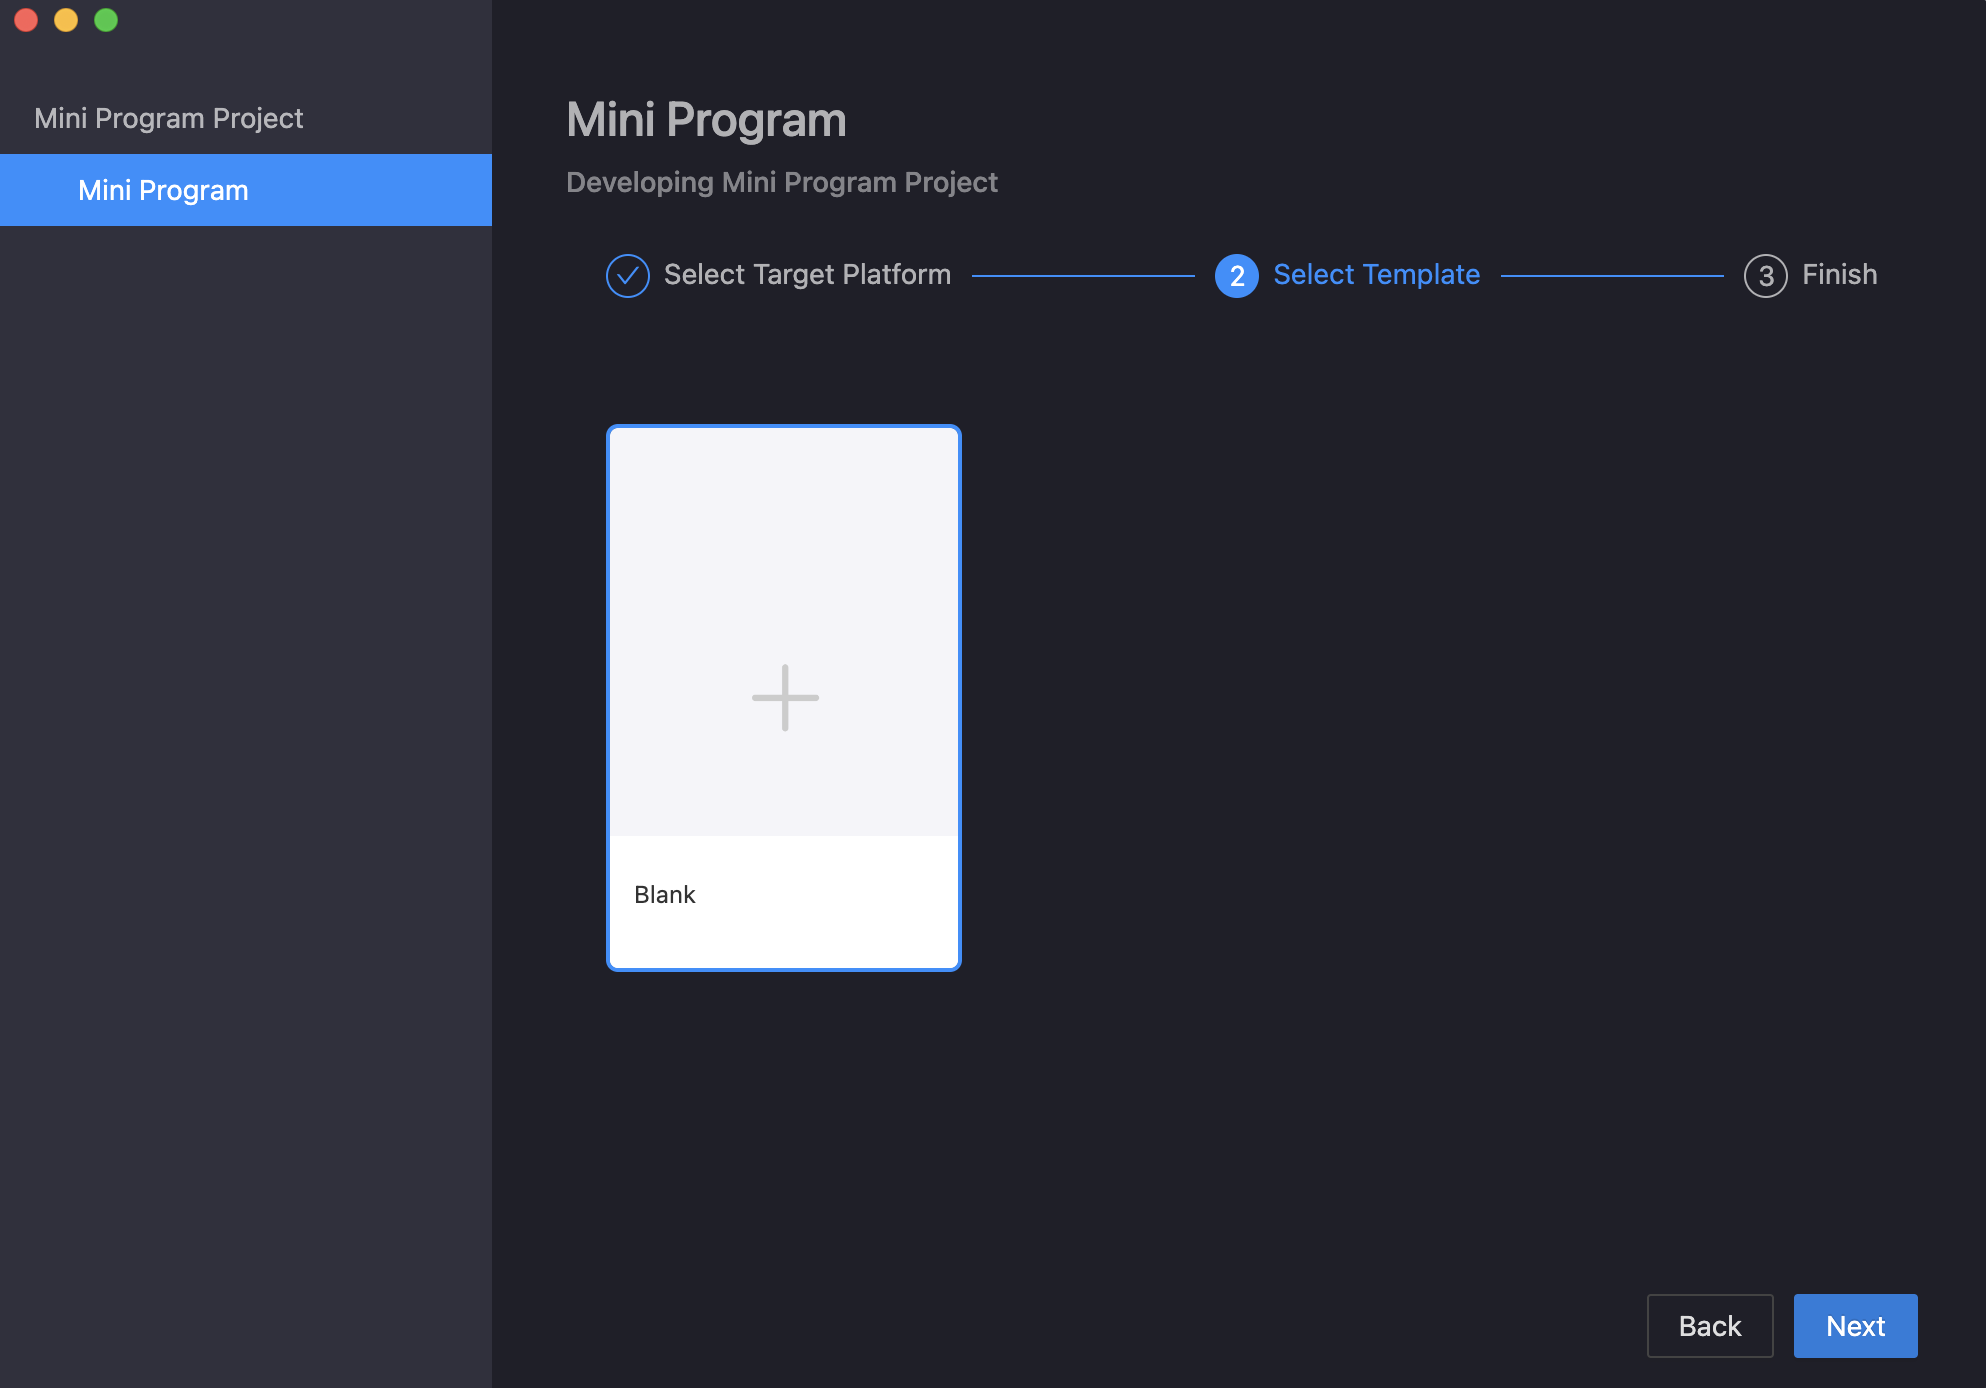 Mini Program Project
Mini Program
Mini Program
Developing Mini Program Project
Select Target Platform
2 Select Template
3 Finish
Blank
Back
Next